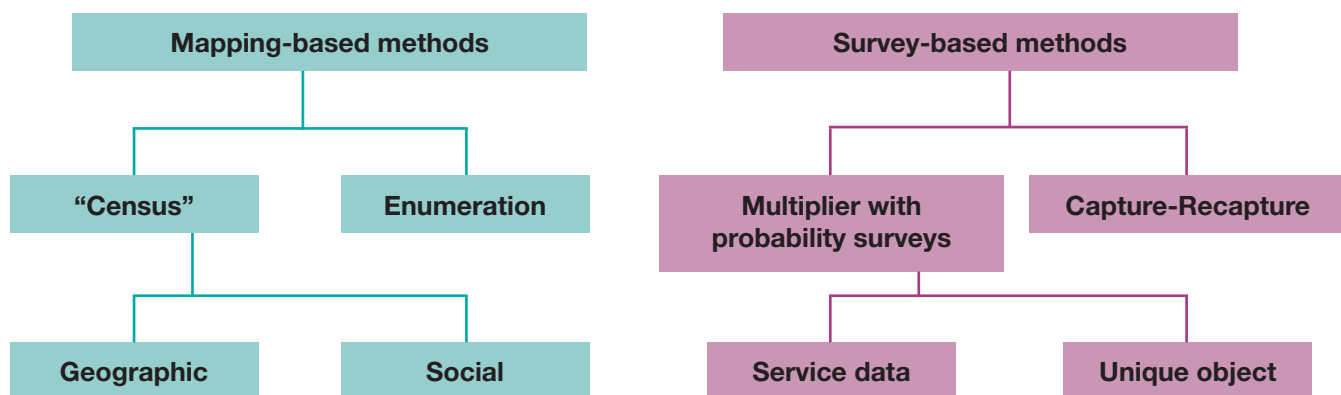 Mapping-based methods
Survey-based methods
“Census”
Enumeration
Multiplier with
probability surveys
Capture-Recapture
Geographic
Social
Service data
Unique object